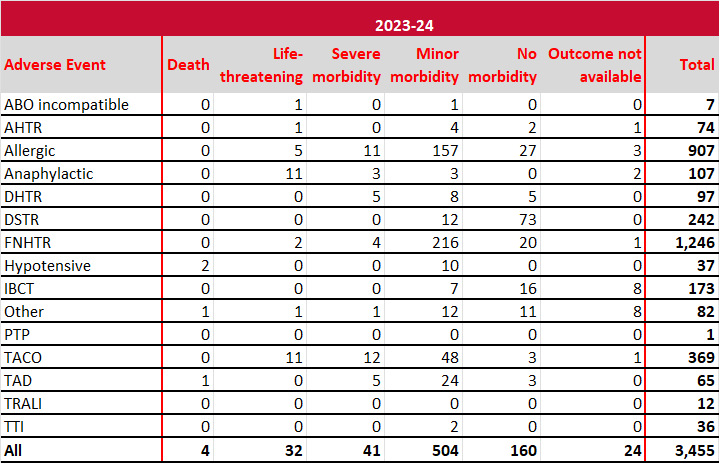 2023-24
Adverse Event Death Life-threatening Severe morbidity Minor morbidity No morbidity Outcome not available Total
ABO incompatible 0 1 0 1 0 0 7
AHTR 0 1 0 4 2 1 74
Allergic 0 5 11 157 27 3 907
Anaphylactic 0 11 3 3 0 2 107
DHTR 0 0 5 8 5 0 97
DSTR 0 0 0 12 73 0 242
FNHTR 0 2 4 216 20 1 1,246
Hypotensive 2 0 0 10 0 0 37
IBCT 0 0 0 7 16 8 173
Other 1 1 1 12 11 8 82
PTP 0 0 0 0 0 0 1
TACO 0 11 12 48 3 1 369
TAD 1 0 5 24 3 0 65
TRALI 0 0 0 0 0 0 12
TTI 0 0 0 2 0 0 36
All 4 32 41 504 160 24 3,455